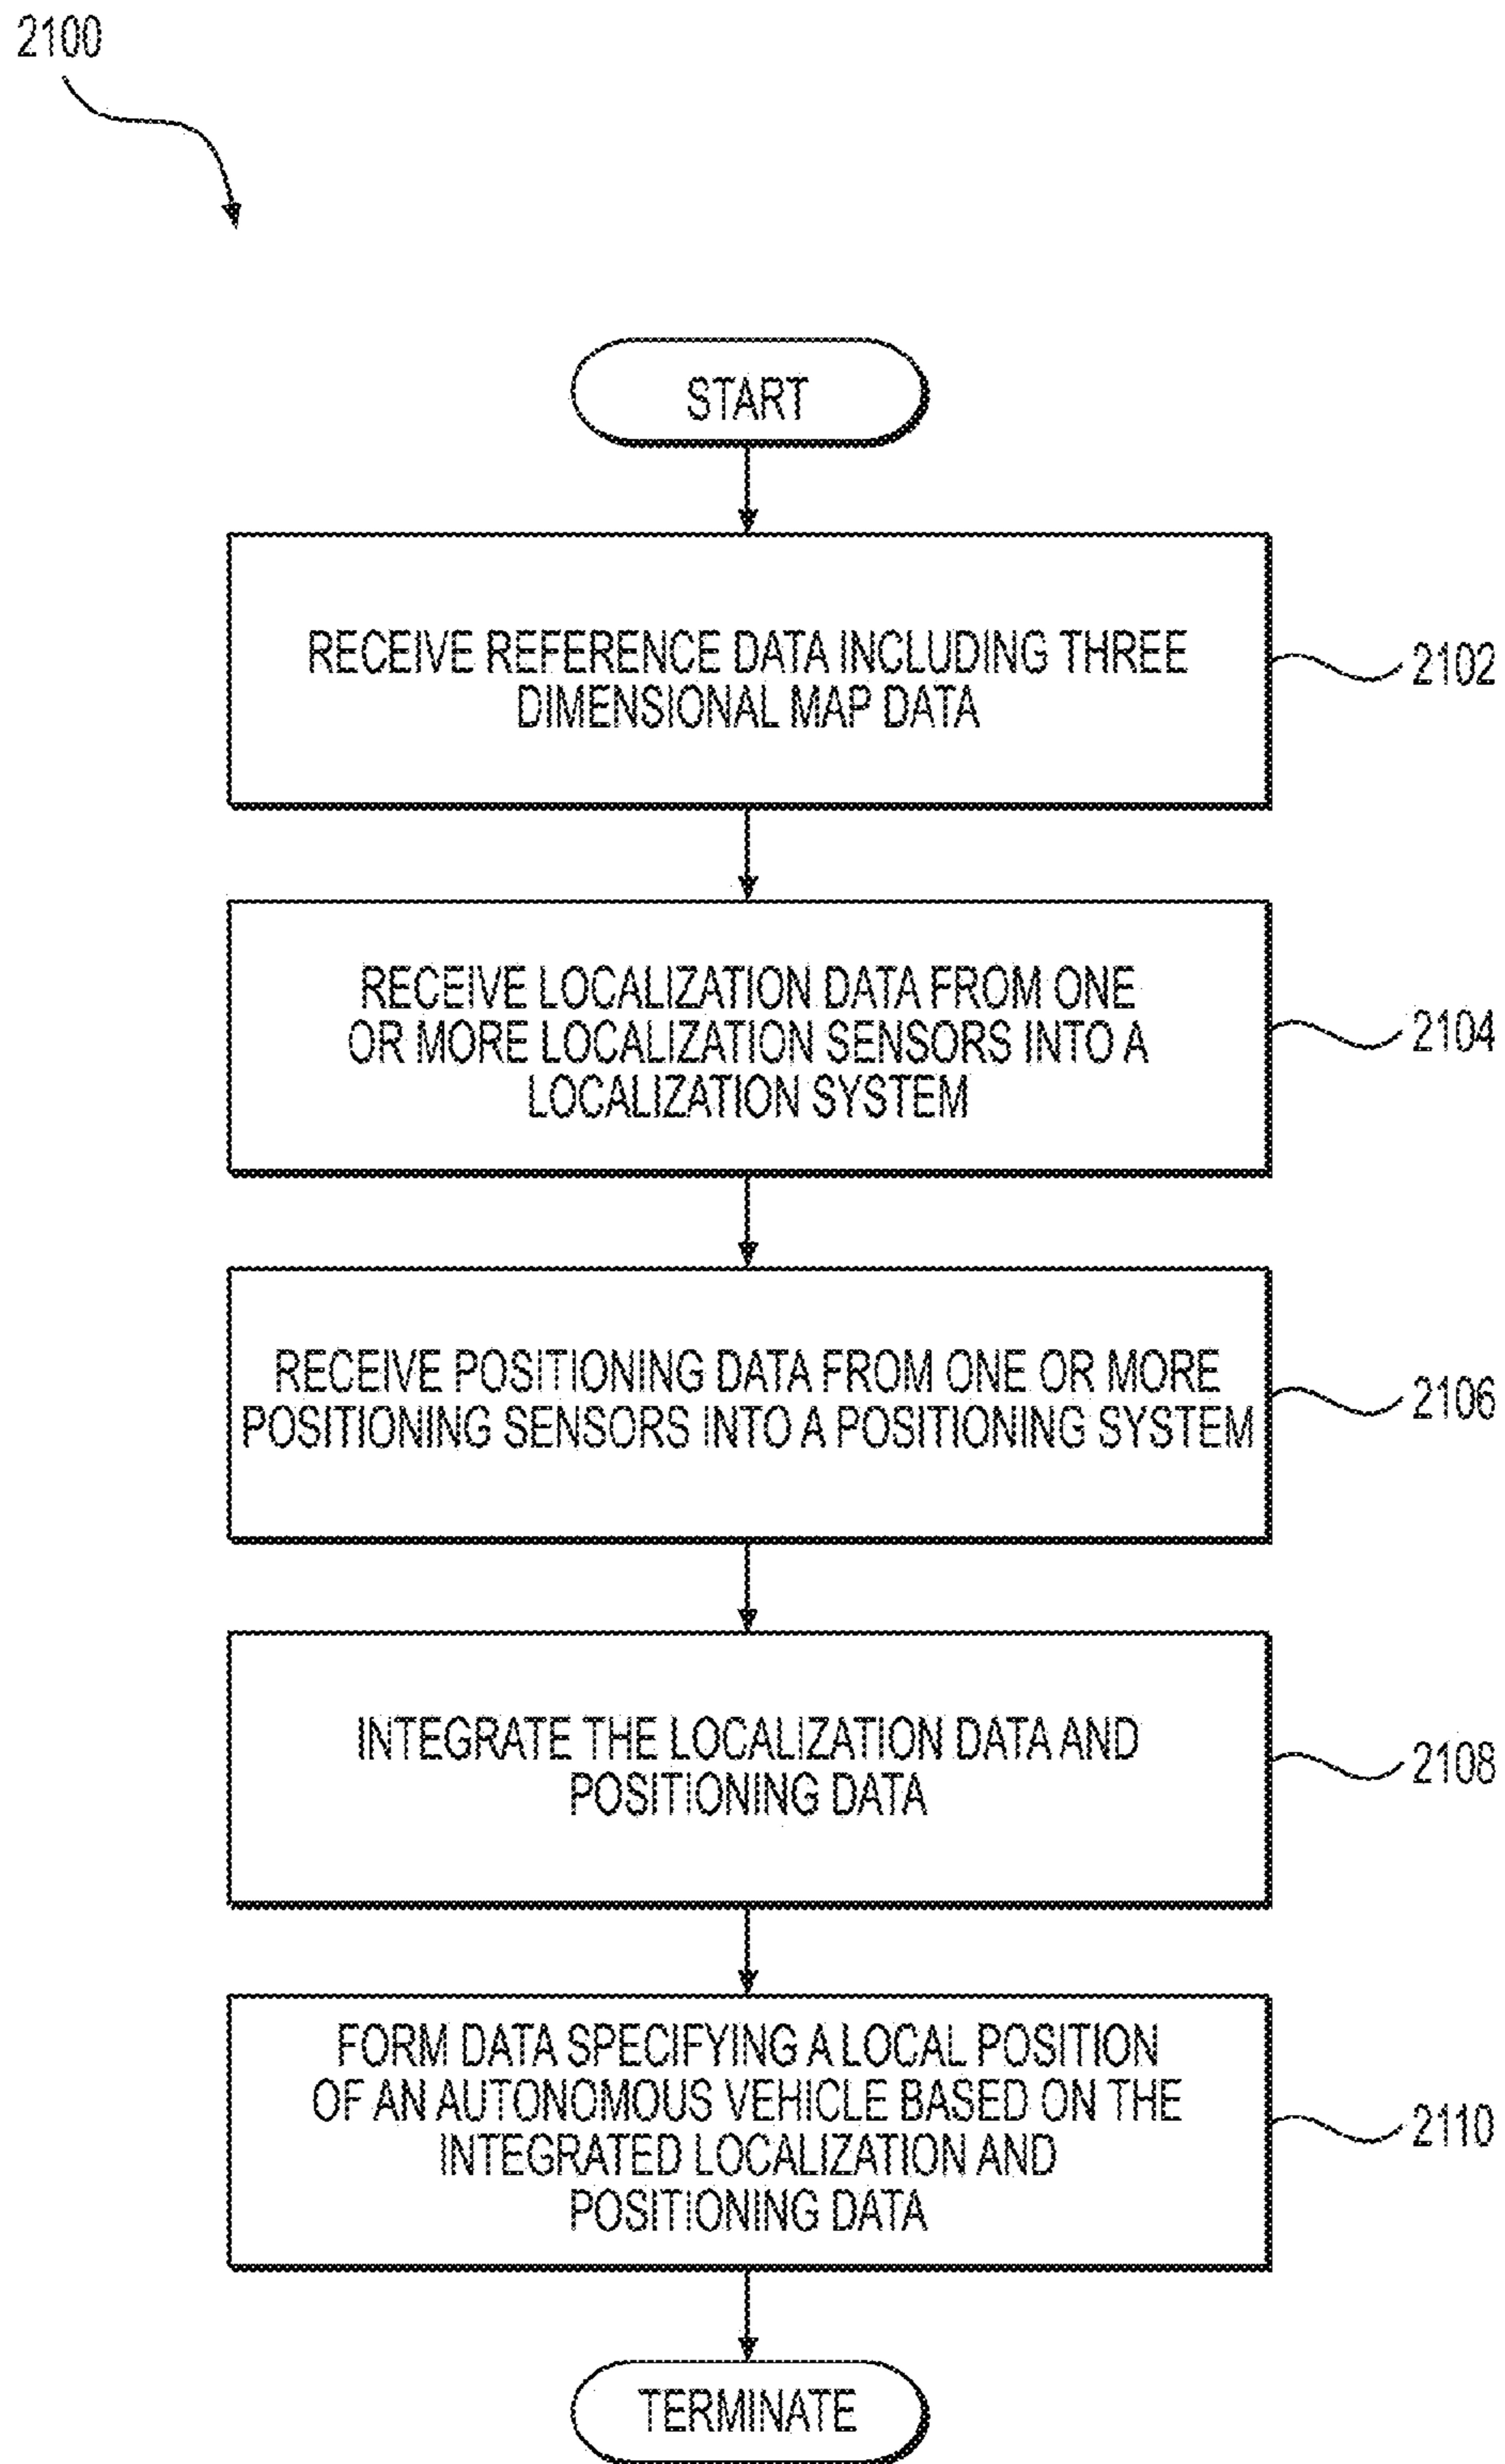 2100
START
RECEIVE REFERENCE DATA INCLUDING THREE
DIMENSIONAL MAP DATA
2102
RECEIVE LOCALIZATION DATA FROM ONE
OR MORE LOCALIZATION SENSORS INTO A
LOCALIZATION SYSTEM
2104
RECEIVE POSITIONING DATA FROM ONE OR MORE
POSITIONING SENSORS INTO A POSITIONING SYSTEM
2106
INTEGRATE THE LOCALIZATION DATA AND
POSITIONING DATA
2108
FORM DATA SPECIFYING A LOCAL POSITION
OF AN AUTONOMOUS VEHICLE BASED ON THE
INTEGRATED LOCALIZATION AND
POSITIONING DATA
2110
TERMINATE